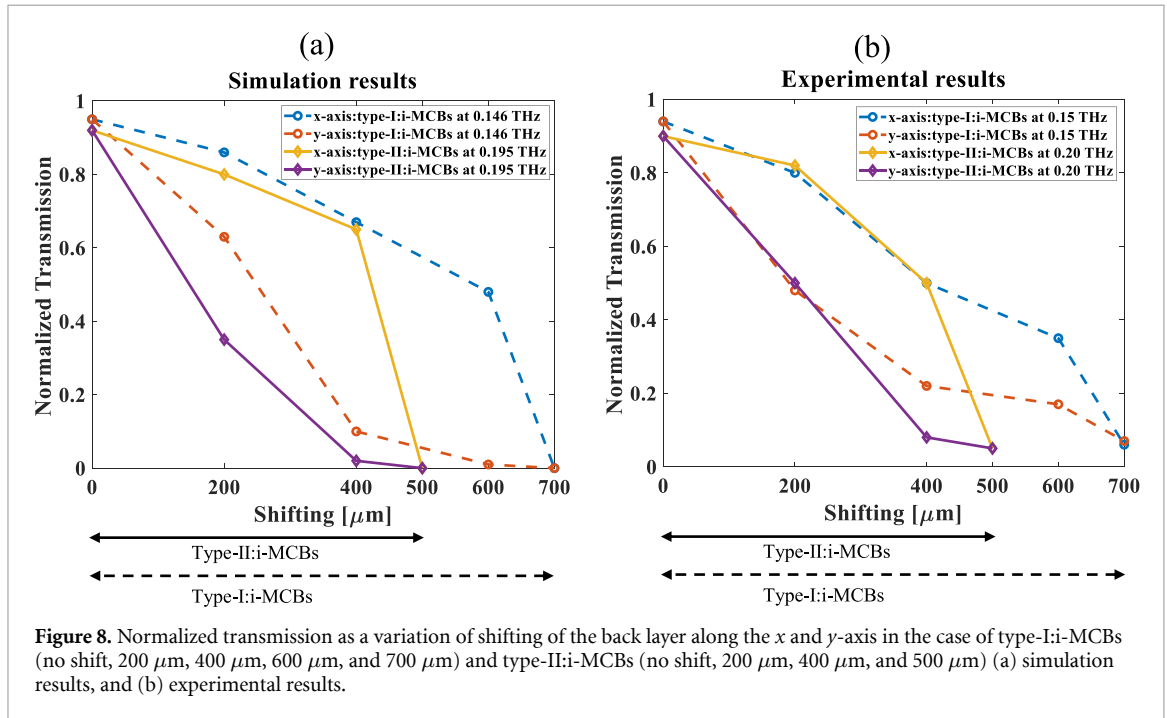 (a)
Simulation results
1
0.8
0.6
0.4
0.2
0
Normalized Transmission
x-axis:type-I:i-MCBs at 0.146 THz
y-axis:type-I:i-MCBs at 0.146 THz
x-axis:type-II:i-MCBs at 0.195 THz
y-axis:type-II:i-MCBs at 0.195 THz
0 200 400 500 600 700
Shifting [μm]
Type-II:i-MCBs
Type-I:i-MCBs
(b)
Experimental results
1
0.8
0.6
0.4
0.2
0
Normalized Transmission
x-axis:type-I:i-MCBs at 0.15 THz
y-axis:type-I:i-MCBs at 0.15 THz
x-axis:type-II:i-MCBs at 0.20 THz
y-axis:type-II:i-MCBs at 0.20 THz
0 200 400 500 600 700
Shifting [μm]
Type-II:i-MCBs
Type-I:i-MCBs
Figure 8. Normalized transmission as a variation of shifting of the back layer along the x and y-axis in the case of type-I:i-MCBs
(no shift, 200 μm, 400 μm, 600 μm, and 700 μm) and type-II:i-MCBs (no shift, 200 μm, 400 μm, and 500 μm) (a) simulation
results, and (b) experimental results.